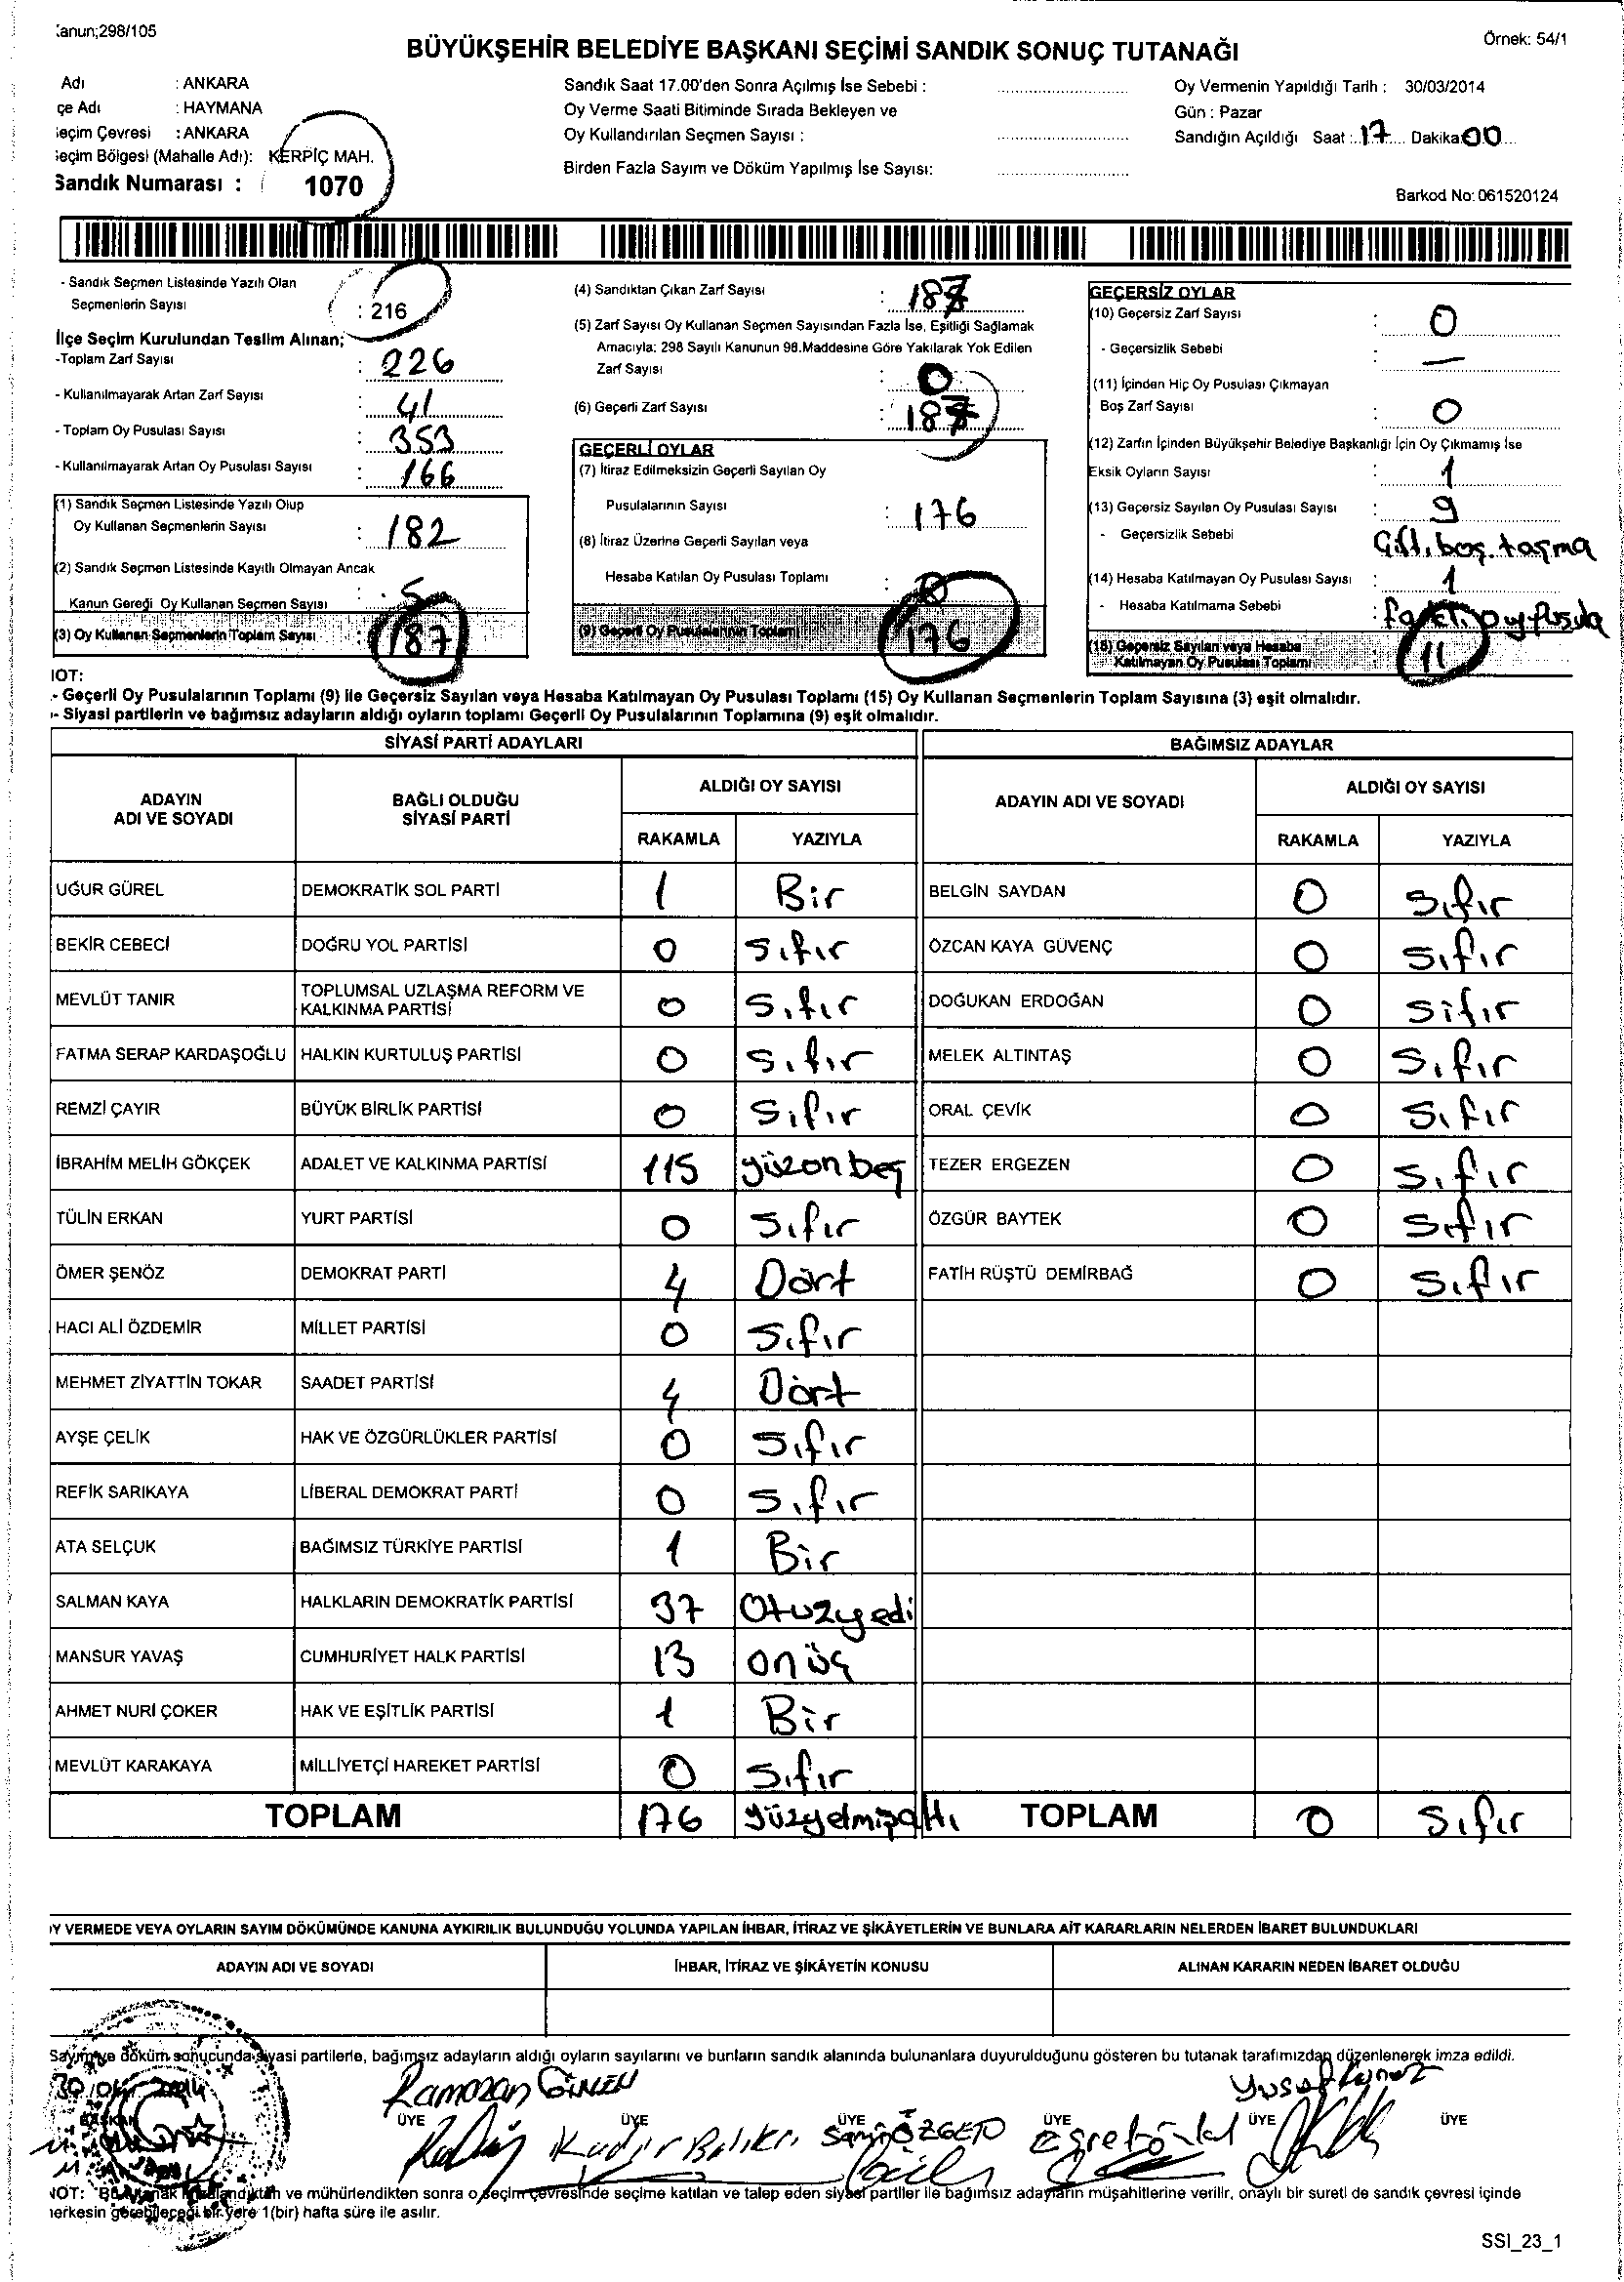 Kanun;298/105
Örnek: 54/1
BÜYÜKŞEHİR BELEDİYE BAŞKANI SEÇİMİ SANDIK SONUÇ TUTANAĞI
Adı : ANKARA
çe Adı : HAYMANA
eçim Çevresi : ANKARA
eçim Bölgesi (Mahalle Adı): KERPİÇ MAH.
Sandık Numarası : 1070
Sandık Saat 17.00'den Sonra Açılmış İse Sebebi :
Oy Verme Saati Bitiminde Sırada Bekleyen ve
Oy Kullandırılan Seçmen Sayısı :
Birden Fazla Sayım ve Döküm Yapılmış İse Sayısı:
Oy Vermenin Yapıldığı Tarih : 30/03/2014
Gün : Pazar
Sandığın Açıldığı Saat : 17 Dakika 00
Barkod No: 061520124
- Sandık Seçmen Listesinde Yazılı Olan
Seçmenlerin Sayısı : 216
İlçe Seçim Kurulundan Teslim Alınan;
-Toplam Zarf Sayısı : 226
- Kullanılmayarak Artan Zarf Sayısı : 41
- Toplam Oy Pusulası Sayısı : 353
- Kullanılmayarak Artan Oy Pusulası Sayısı : 166
(1) Sandık Seçmen Listesinde Yazılı Olup
Oy Kullanan Seçmenlerin Sayısı : 182
(2) Sandık Seçmen Listesinde Kayıtlı Olmayan Ancak
Kanun Gereği Oy Kullanan Seçmen Sayısı : 5
(3) Oy Kullanan Seçmenlerin Toplam Sayısı : 187
(4) Sandıktan Çıkan Zarf Sayısı : 187
(5) Zarf Sayısı Oy Kullanan Seçmen Sayısından Fazla İse, Eşitliği Sağlamak
Amacıyla: 298 Sayılı Kanunun 98.Maddesine Göre Yakılarak Yok Edilen
Zarf Sayısı : 0
(6) Geçerli Zarf Sayısı : 187
GEÇERLİ OYLAR
(7) İtiraz Edilmeksizin Geçerli Sayılan Oy
Pusulalarının Sayısı : 176
(8) İtiraz Üzerine Geçerli Sayılan veya
Hesaba Katılan Oy Pusulası Toplamı : 0
(9) Geçerli Oy Pusulalarının Toplamı : 176
GEÇERSİZ OYLAR
(10) Geçersiz Zarf Sayısı : 0
- Geçersizlik Sebebi : —
(11) İçinden Hiç Oy Pusulası Çıkmayan
Boş Zarf Sayısı : 0
(12) Zarfın İçinden Büyükşehir Belediye Başkanlığı İçin Oy Çıkmamış İse
Eksik Oyların Sayısı : 1
(13) Geçersiz Sayılan Oy Pusulası Sayısı : 9
- Geçersizlik Sebebi Çift, boş. taşma
(14) Hesaba Katılmayan Oy Pusulası Sayısı : 1
- Hesaba Katılmama Sebebi : farklı oy pusula
(15) Geçersiz Sayılan veya Hesaba
Katılmayan Oy Pusulası Toplamı : 11
NOT:
- Geçerli Oy Pusulalarının Toplamı (9) ile Geçersiz Sayılan veya Hesaba Katılmayan Oy Pusulası Toplamı (15) Oy Kullanan Seçmenlerin Toplam Sayısına (3) eşit olmalıdır.
- Siyasi partilerin ve bağımsız adayların aldığı oyların toplamı Geçerli Oy Pusulalarının Toplamına (9) eşit olmalıdır.
SİYASİ PARTİ ADAYLARI BAĞIMSIZ ADAYLAR
ADAYIN ADI VE SOYADI BAĞLI OLDUĞU SİYASİ PARTİ ALDIĞI OY SAYISI ADAYIN ADI VE SOYADI ALDIĞI OY SAYISI
RAKAMLA YAZIYLA RAKAMLA YAZIYLA
UĞUR GÜREL DEMOKRATİK SOL PARTİ 1 Bir BELGİN SAYDAN 0 Sıfır
BEKİR CEBECİ DOĞRU YOL PARTİSİ 0 Sıfır ÖZCAN KAYA GÜVENÇ 0 Sıfır
MEVLÜT TANIR TOPLUMSAL UZLAŞMA REFORM VE KALKINMA PARTİSİ 0 Sıfır DOĞUKAN ERDOĞAN 0 Sifır
FATMA SERAP KARDAŞOĞLU HALKIN KURTULUŞ PARTİSİ 0 Sıfır MELEK ALTINTAŞ 0 Sıfır
REMZİ ÇAYIR BÜYÜK BİRLİK PARTİSİ 0 Sıfır ORAL ÇEVİK 0 Sıfır
İBRAHİM MELİH GÖKÇEK ADALET VE KALKINMA PARTİSİ 115 yüzon beş TEZER ERGEZEN 0 Sıfır
TÜLİN ERKAN YURT PARTİSİ 0 Sıfır ÖZGÜR BAYTEK 0 Sıfır
ÖMER ŞENÖZ DEMOKRAT PARTİ 4 Dört FATİH RÜŞTÜ DEMİRBAĞ 0 Sıfır
HACI ALİ ÖZDEMİR MİLLET PARTİSİ 0 Sıfır
MEHMET ZİYATTİN TOKAR SAADET PARTİSİ 4 Dört
AYŞE ÇELİK HAK VE ÖZGÜRLÜKLER PARTİSİ 0 Sıfır
REFİK SARIKAYA LİBERAL DEMOKRAT PARTİ 0 Sıfır
ATA SELÇUK BAĞIMSIZ TÜRKİYE PARTİSİ 1 Bir
SALMAN KAYA HALKLARIN DEMOKRATİK PARTİSİ 37 Otuzyedi
MANSUR YAVAŞ CUMHURİYET HALK PARTİSİ 13 onüç
AHMET NURİ ÇOKER HAK VE EŞİTLİK PARTİSİ 1 Bir
MEVLÜT KARAKAYA MİLLİYETÇİ HAREKET PARTİSİ 0 Sıfır
TOPLAM 176 yüzyetmişaltı TOPLAM 0 Sıfır
OY VERMEDE VEYA OYLARIN SAYIM DÖKÜMÜNDE KANUNA AYKIRILIK BULUNDUĞU YOLUNDA YAPILAN İHBAR, İTİRAZ VE ŞİKÂYETLERİN VE BUNLARA AİT KARARLARIN NELERDEN İBARET BULUNDUKLARI
ADAYIN ADI VE SOYADI İHBAR, İTİRAZ VE ŞİKÂYETİN KONUSU ALINAN KARARIN NEDEN İBARET OLDUĞU
Sayım ve döküm sonucunda siyasi partilerle, bağımsız adayların aldığı oyların sayılarını ve bunların sandık alanında bulunanlara duyurulduğunu gösteren bu tutanak tarafımızdan düzenlenerek imza edildi.
Ramazan Yusuf
BAŞKAN ÜYE ÜYE ÜYE ÜYE ÜYE ÜYE
Kadir ÖZGEN
NOT: Bu tutanak imzalandıktan ve mühürlendikten sonra o seçim çevresinde seçime katılan ve talep eden siyasi partiler ile bağımsız adayların müşahitlerine verilir, onaylı bir sureti de sandık çevresi içinde
herkesin görebileceği bir yere 1(bir) hafta süre ile asılır.
SSI_23_1